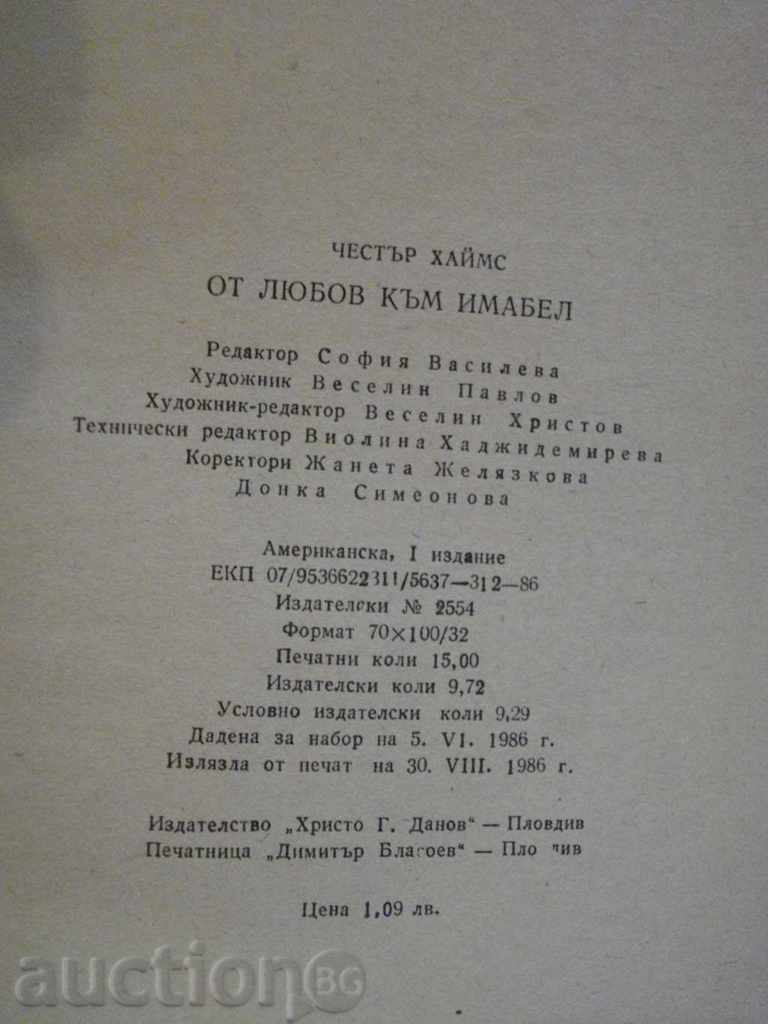 ЧЕСТЪР ХАЙМС
ОТ ЛЮБОВ КЪМ ИМАБЕЛ
Редактор София Василева
Художник Веселин Павлов
Художник-редактор Веселин Христов
Технически редактор Виолина Хаджидемирева
Коректори Жанета Желязкова
Донка Симеонова
Американска, I издание
ЕКП 07/9536622311/5637—312—86
Издателски № 2554
Формат 70×100/32
Печатни коли 15,00
Издателски коли 9,72
Условно издателски коли 9,29
Дадена за набор на 5. VI. 1986 г.
Излязла от печат на 30. VIII. 1986 г.
Издателство „Христо Г. Данов“ — Пловдив
Печатница „Димитър Благоев“ — Пло чив
Цена 1,09 лв.
auction BG